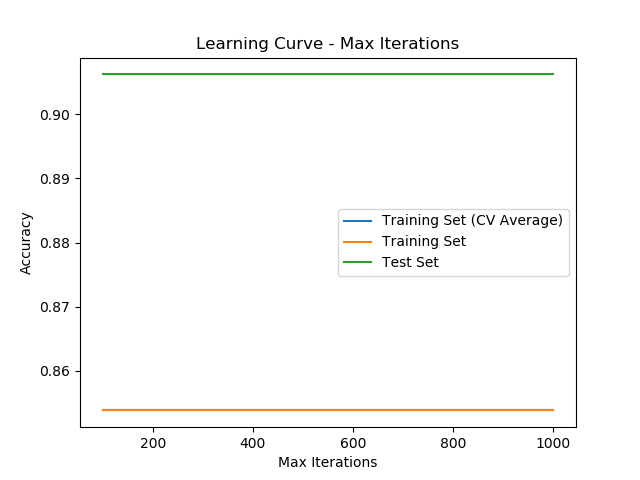 Learning Curve - Max Iterations
0.90
0.89
0.88
0.87
0.86
Accuracy
Training Set (CV Average)
Training Set
Test Set
200 400 600 800 1000
Max Iterations